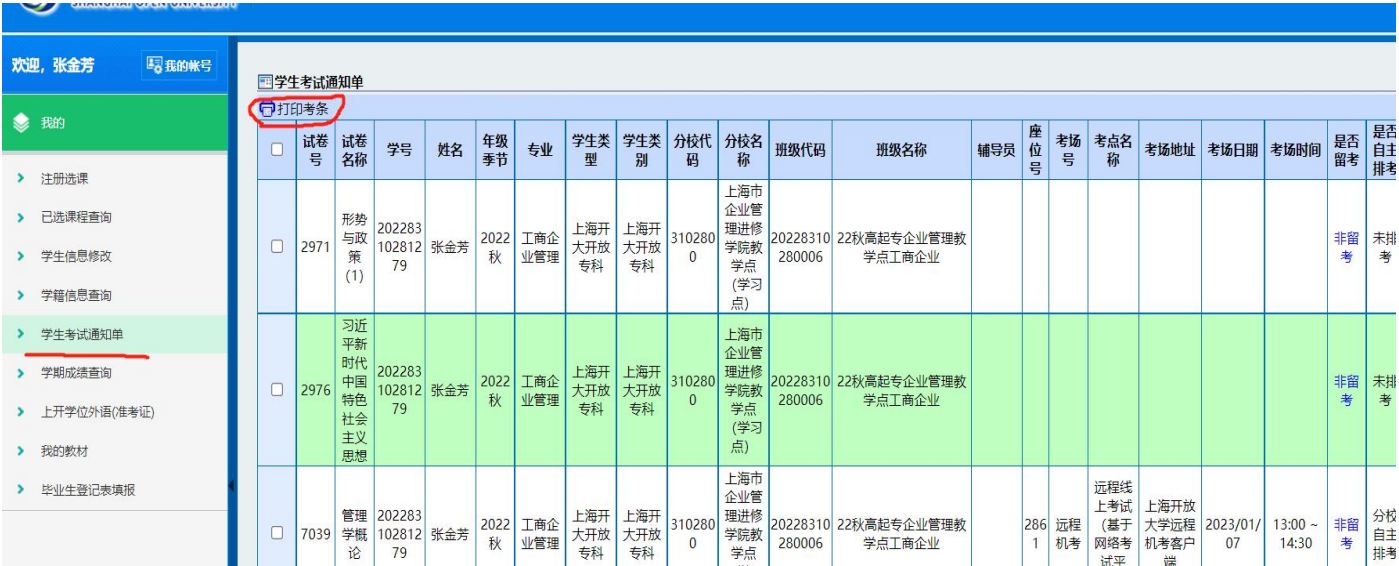 SHANGHAI OPEN UNIVERSITY
欢迎，张金芳
我的帐号
我的
注册选课
已选课程查询
学生信息修改
学籍信息查询
学生考试通知单
学期成绩查询
上开学位外语(准考证)
我的教材
毕业生登记表填报
学生考试通知单
打印考条
试卷号 试卷名称 学号 姓名 年级季节 专业 学生类型 学生类别 分校代码 分校名称 班级代码 班级名称 辅导员 座位号 考场号 考点名称 考场地址 考场日期 考场时间 是否留考 是否自主排考
2971 形势与政策(1) 20228310281279 张金芳 2022秋 工商企业管理 上海开大开放专科 上海开大开放专科 3102800 上海市企业管理进修学院教学点(学习点) 20228310280006 22秋高起专企业管理教学点工商企业 非留考 未排考
2976 习近平新时代中国特色社会主义思想 20228310281279 张金芳 2022秋 工商企业管理 上海开大开放专科 上海开大开放专科 3102800 上海市企业管理进修学院教学点(学习点) 20228310280006 22秋高起专企业管理教学点工商企业 非留考 未排考
7039 管理学概论 20228310281279 张金芳 2022秋 工商企业管理 上海开大开放专科 上海开大开放专科 3102800 上海市企业管理进修学院教学点 20228310280006 22秋高起专企业管理教学点工商企业 2861 远程机考 远程线上考试(基于网络考试平 上海开放大学远程机考客户端 2023/01/07 13:00 ~ 14:30 非留考 分校自主排考